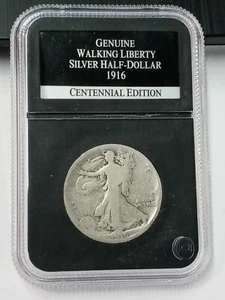 GENUINE
WALKING LIBERTY
SILVER HALF-DOLLAR
1916
CENTENNIAL EDITION